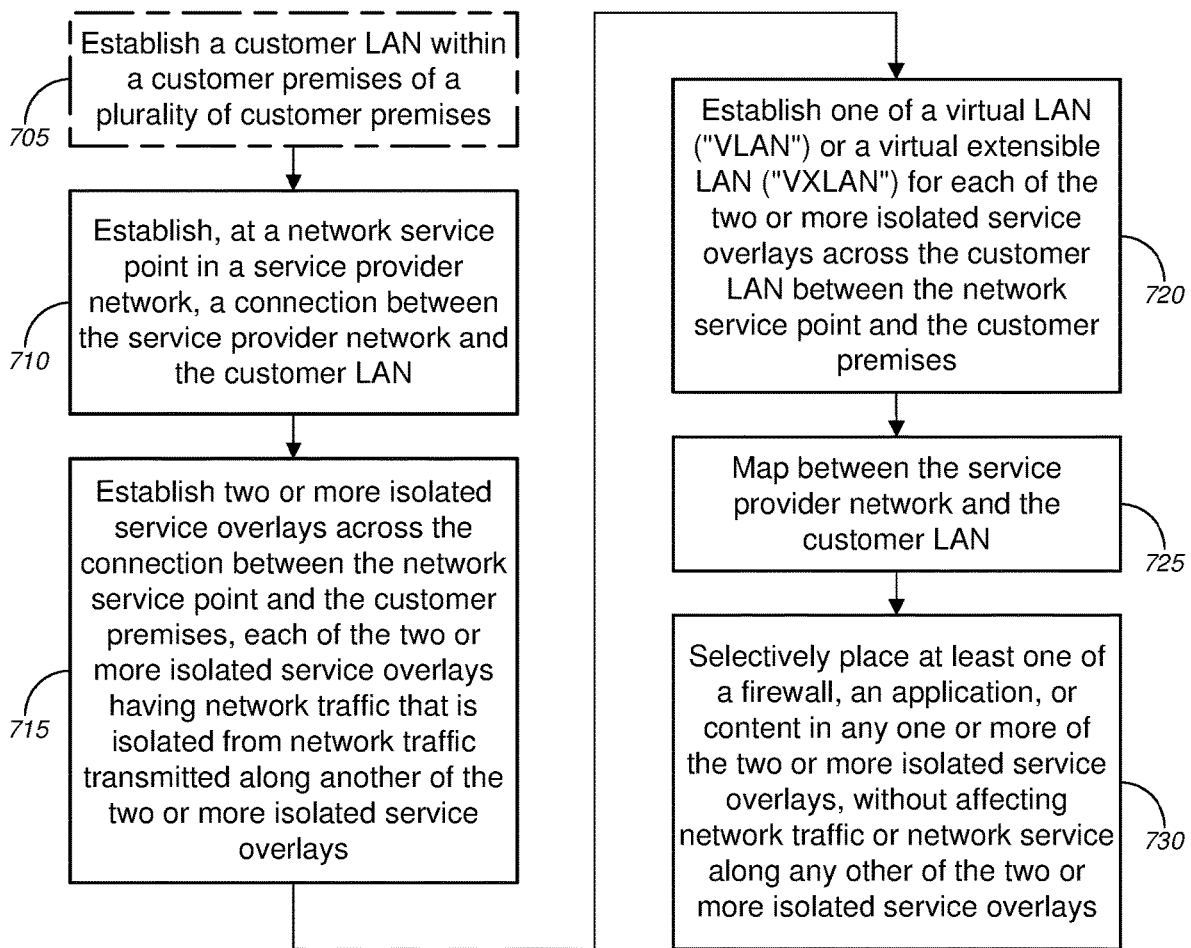 Establish a customer LAN within
a customer premises of a
plurality of customer premises
705
Establish, at a network service
point in a service provider
network, a connection between
the service provider network and
the customer LAN
710
Establish two or more isolated
service overlays across the
connection between the network
service point and the customer
premises, each of the two or
more isolated service overlays
having network traffic that is
isolated from network traffic
transmitted along another of the
two or more isolated service
overlays
715
Establish one of a virtual LAN
("VLAN") or a virtual extensible
LAN ("VXLAN") for each of the
two or more isolated service
overlays across the customer
LAN between the network
service point and the customer
premises
720
Map between the service
provider network and the
customer LAN
725
Selectively place at least one of
a firewall, an application, or
content in any one or more of
the two or more isolated service
overlays, without affecting
network traffic or network service
along any other of the two or
more isolated service overlays
730